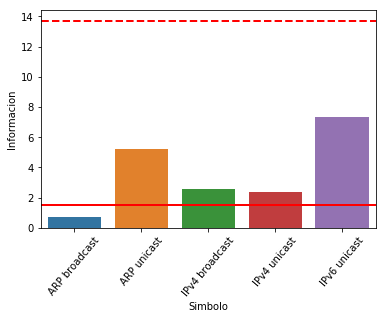 14
12
10
8
6
4
2
0
Informacion
ARP broadcast
ARP unicast
IPv4 broadcast
IPv4 unicast
IPv6 unicast
Simbolo